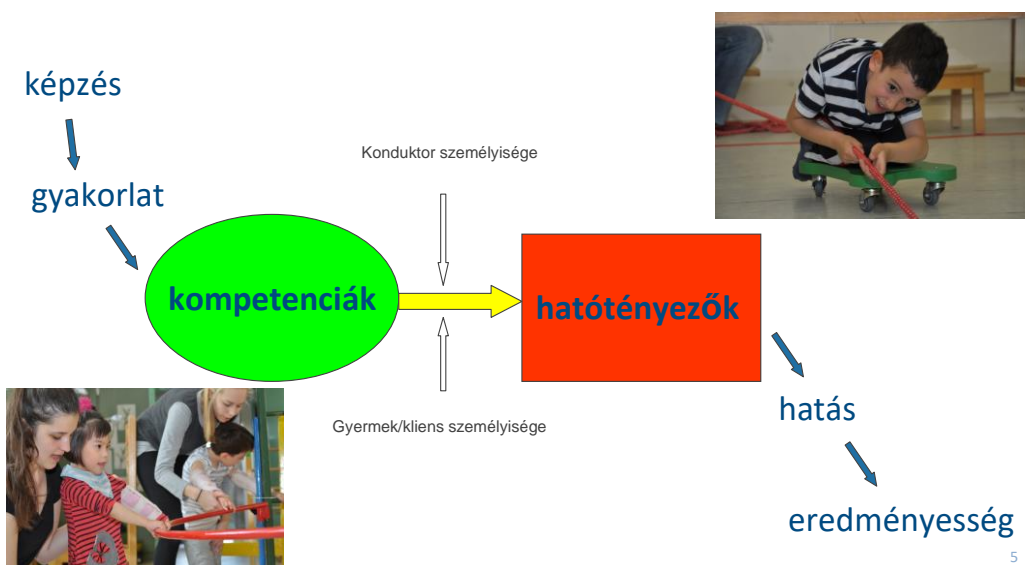 képzés
gyakorlat
Konduktor személyisége
kompetenciák
hatótényezők
Gyermek/kliens személyisége
hatás
eredményesség
5